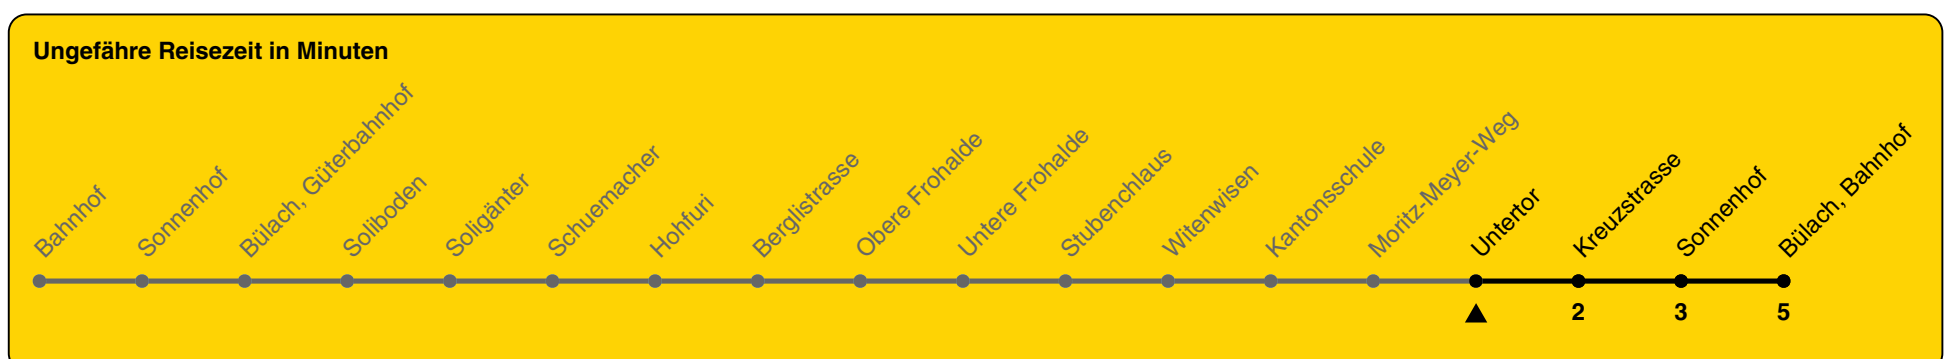 Ungefähre Reisezeit in Minuten
Bahnhof
Sonnenhof
Bülach, Güterbahnhof
Soliboden
Soligänter
Schuemacher
Hohfuri
Berglistrasse
Obere Frohalde
Untere Frohalde
Stubenchlaus
Witenwisen
Kantonsschule
Moritz-Meyer-Weg
Untertor
Kreuzstrasse
Sonnenhof
Bülach, Bahnhof
2 3 5